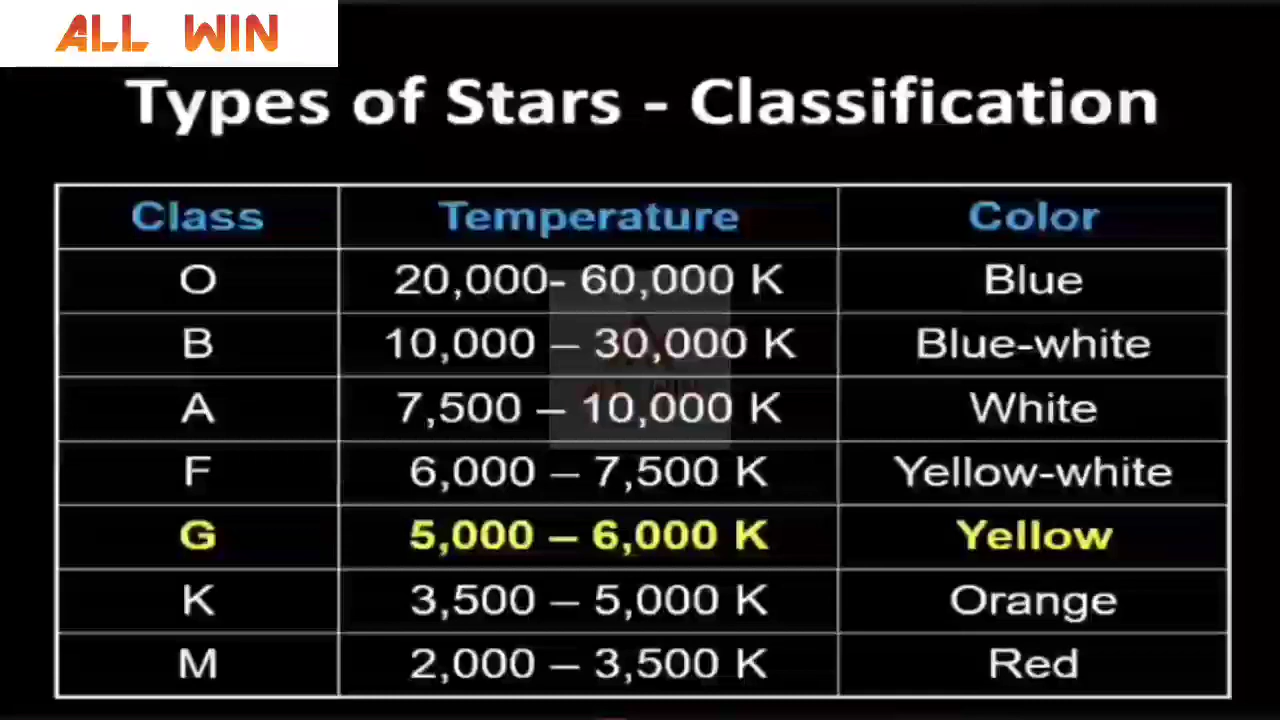 ALL WIN
Types of Stars - Classification
Class Temperature Color
O 20,000- 60,000 K Blue
B 10,000 – 30,000 K Blue-white
A 7,500 – 10,000 K White
F 6,000 – 7,500 K Yellow-white
G 5,000 – 6,000 K Yellow
K 3,500 – 5,000 K Orange
M 2,000 – 3,500 K Red